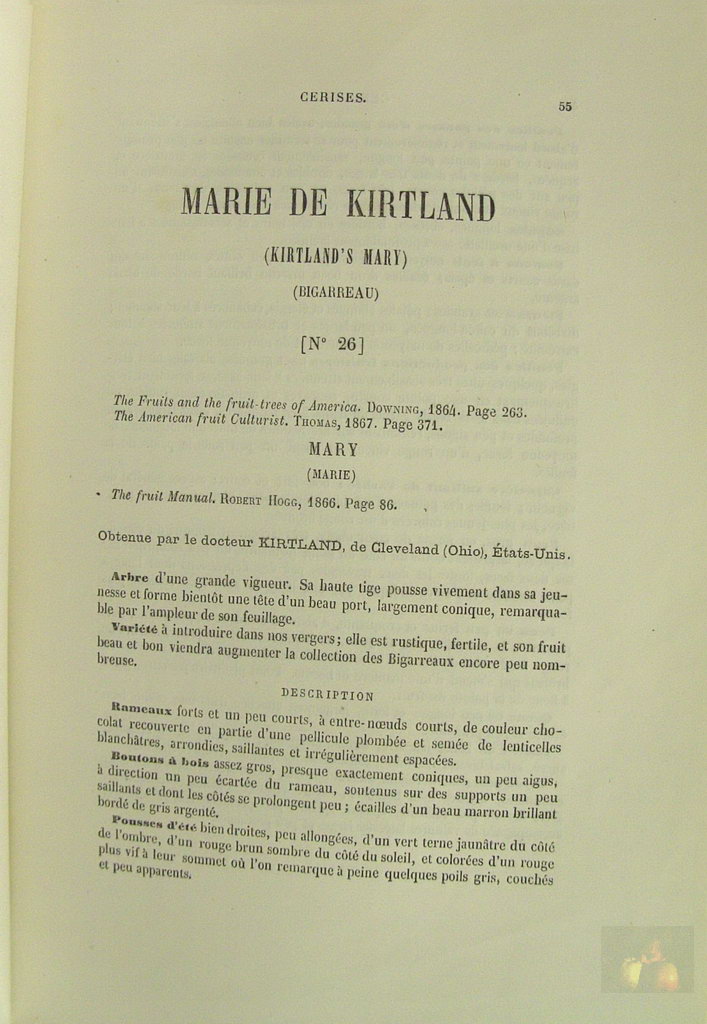 CERISES.
55
MARIE DE KIRTLAND
(KIRTLAND'S MARY)
(BIGARREAU)
[N° 26]
The Fruits and the fruit-trees of America. DOWNING, 1864. Page 263.
The American fruit Culturist. THOMAS, 1867. Page 371.
MARY
(MARIE)
The fruit Manual. ROBERT HOGG, 1866. Page 86.
Obtenue par le docteur KIRTLAND, de Cleveland (Ohio), États-Unis.
Arbre d'une grande vigueur. Sa haute tige pousse vivement dans sa jeu-
nesse et forme bientôt une tête d'un beau port, largement conique, remarqua-
ble par l'ampleur de son feuillage.
Variété à introduire dans nos vergers; elle est rustique, fertile, et son fruit
beau et bon viendra augmenter la collection des Bigarreaux encore peu nom-
breuse.
DESCRIPTION
Rameaux forts et un peu courts, à entre-nœuds courts, de couleur cho-
colat recouverte en partie d'une pellicule plombée et semée de lenticelles
blanchâtres, arrondies, saillantes et irrégulièrement espacées.
Boutons à bois assez gros, presque exactement coniques, un peu aigus,
à direction un peu écartée du rameau, soutenus sur des supports un peu
saillants et dont les côtés se prolongent peu; écailles d'un beau marron brillant
bordé de gris argenté.
Pousses d'été bien droites, peu allongées, d'un vert terne jaunâtre du côté
de l'ombre, d'un rouge brun sombre du côté du soleil, et colorées d'un rouge
plus vif à leur sommet où l'on remarque à peine quelques poils gris, couchés
et peu apparents.